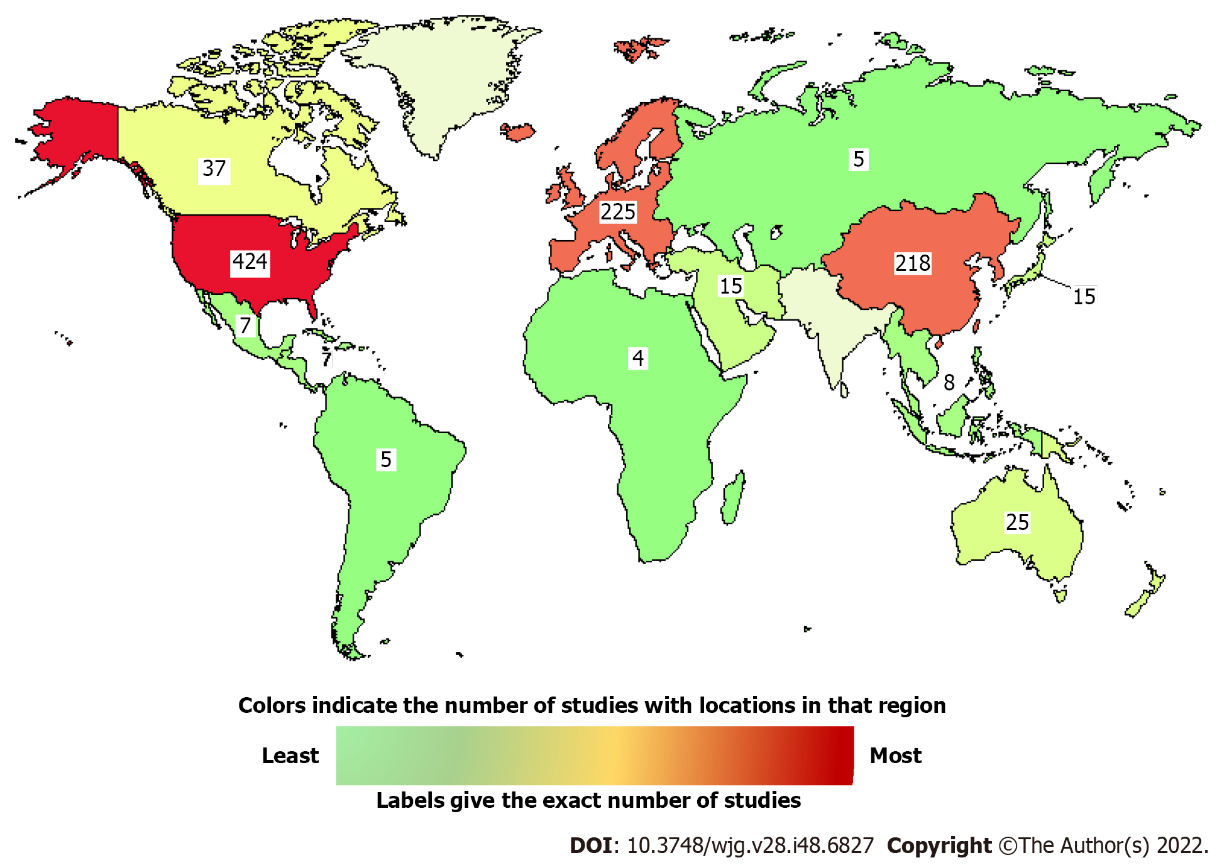 37
5
225
424
218
15
15
7
7
4
8
5
25
Colors indicate the number of studies with locations in that region
Least
Most
Labels give the exact number of studies
DOI: 10.3748/wjg.v28.i48.6827 Copyright ©The Author(s) 2022.